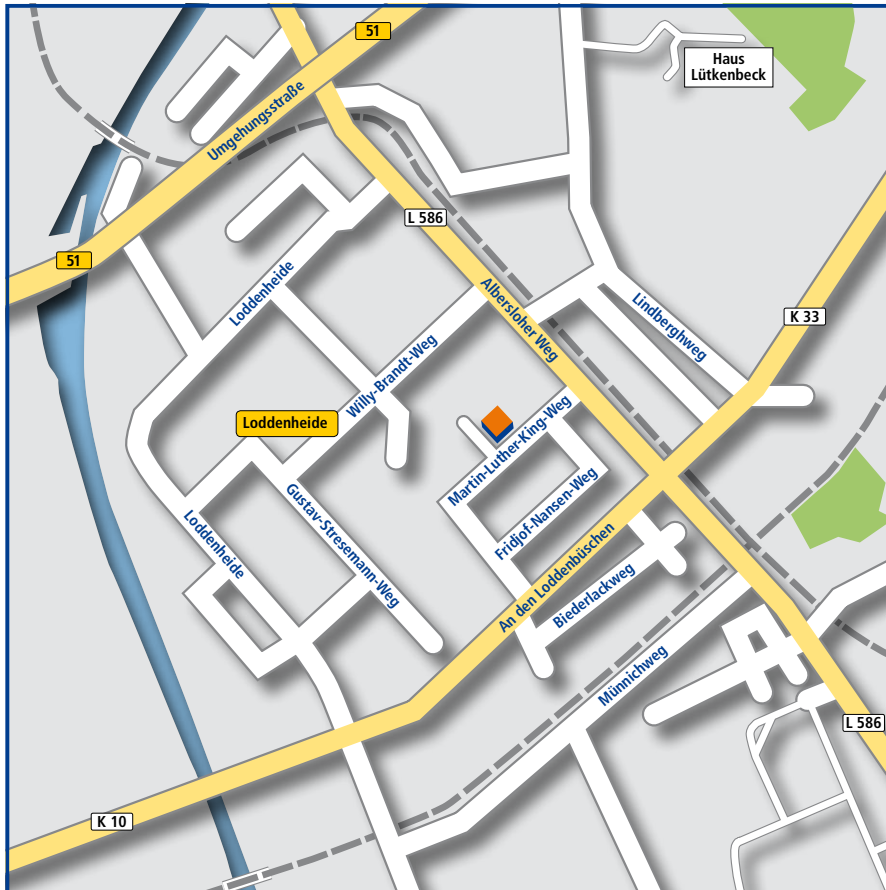 51
Haus
Lütkenbeck
Umgehungsstraße
L 586
51
Loddenheide
Albersloher Weg
Lindberghweg
K 33
Willy-Brandt-Weg
Loddenheide
Martin-Luther-King-Weg
Gustav-Stresemann-Weg
Fridjof-Nansen-Weg
Loddenheide
An den Loddenbüschen
Biederlackweg
Münnichweg
L 586
K 10